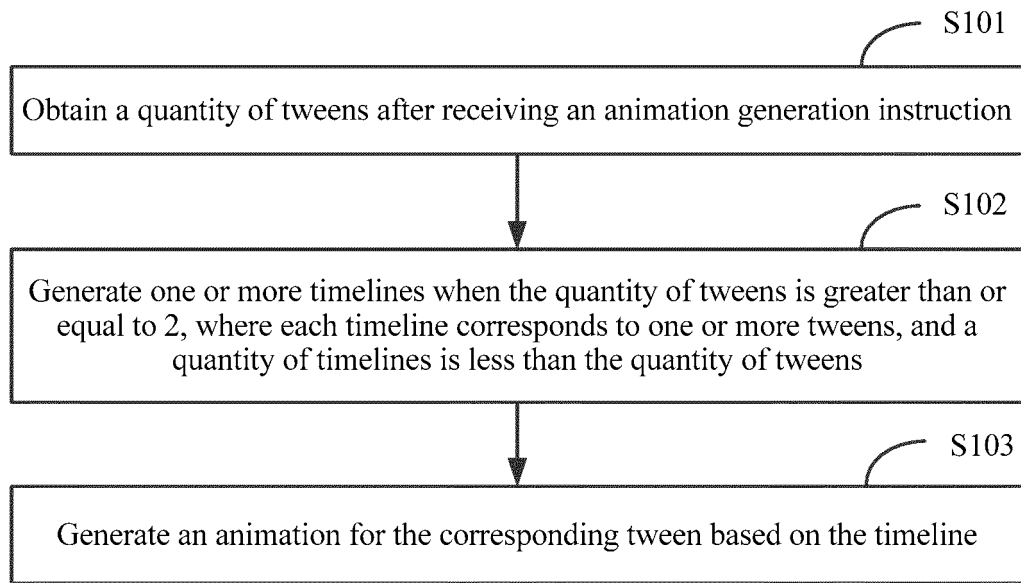 S101
Obtain a quantity of tweens after receiving an animation generation instruction
S102
Generate one or more timelines when the quantity of tweens is greater than or
equal to 2, where each timeline corresponds to one or more tweens, and a
quantity of timelines is less than the quantity of tweens
S103
Generate an animation for the corresponding tween based on the timeline